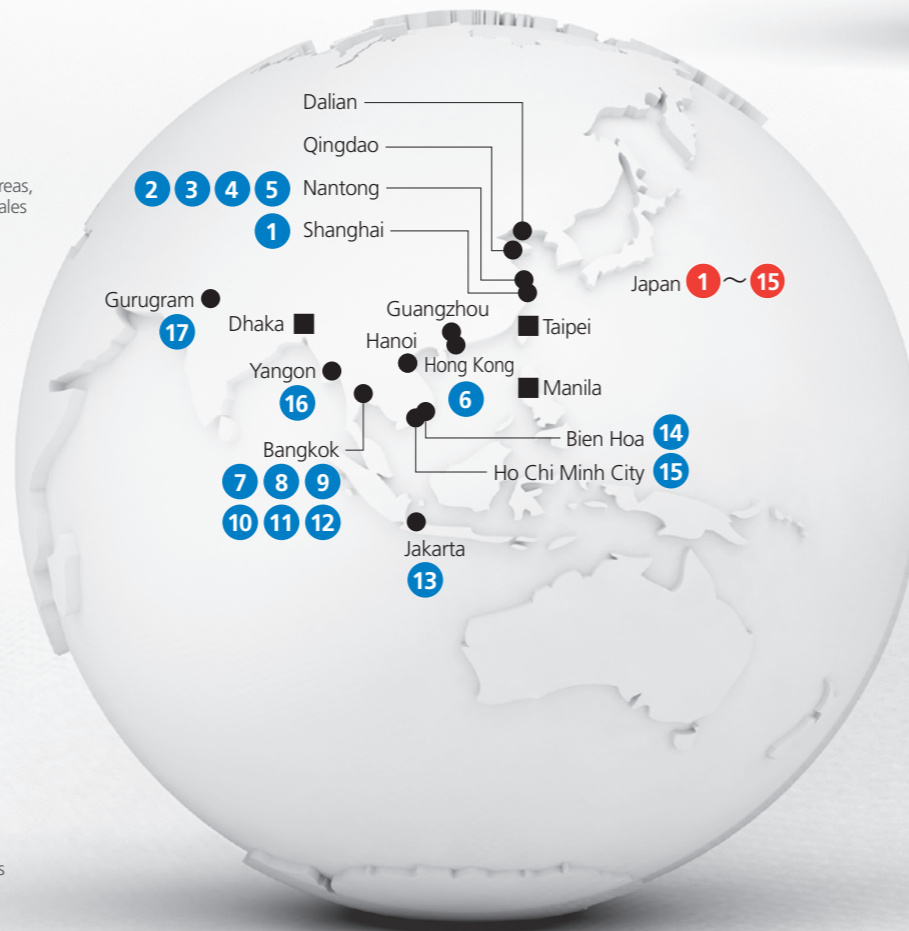 Dalian
Qingdao
reas,
ales
2 3 4 5 Nantong
1 Shanghai
Japan 1 ~ 15
Gurugram
17
Dhaka
Guangzhou
Taipei
Hanoi
Hong Kong
6
Yangon
16
Manila
Bangkok
7 8 9
10 11 12
Bien Hoa 14
Ho Chi Minh City 15
Jakarta
13
s